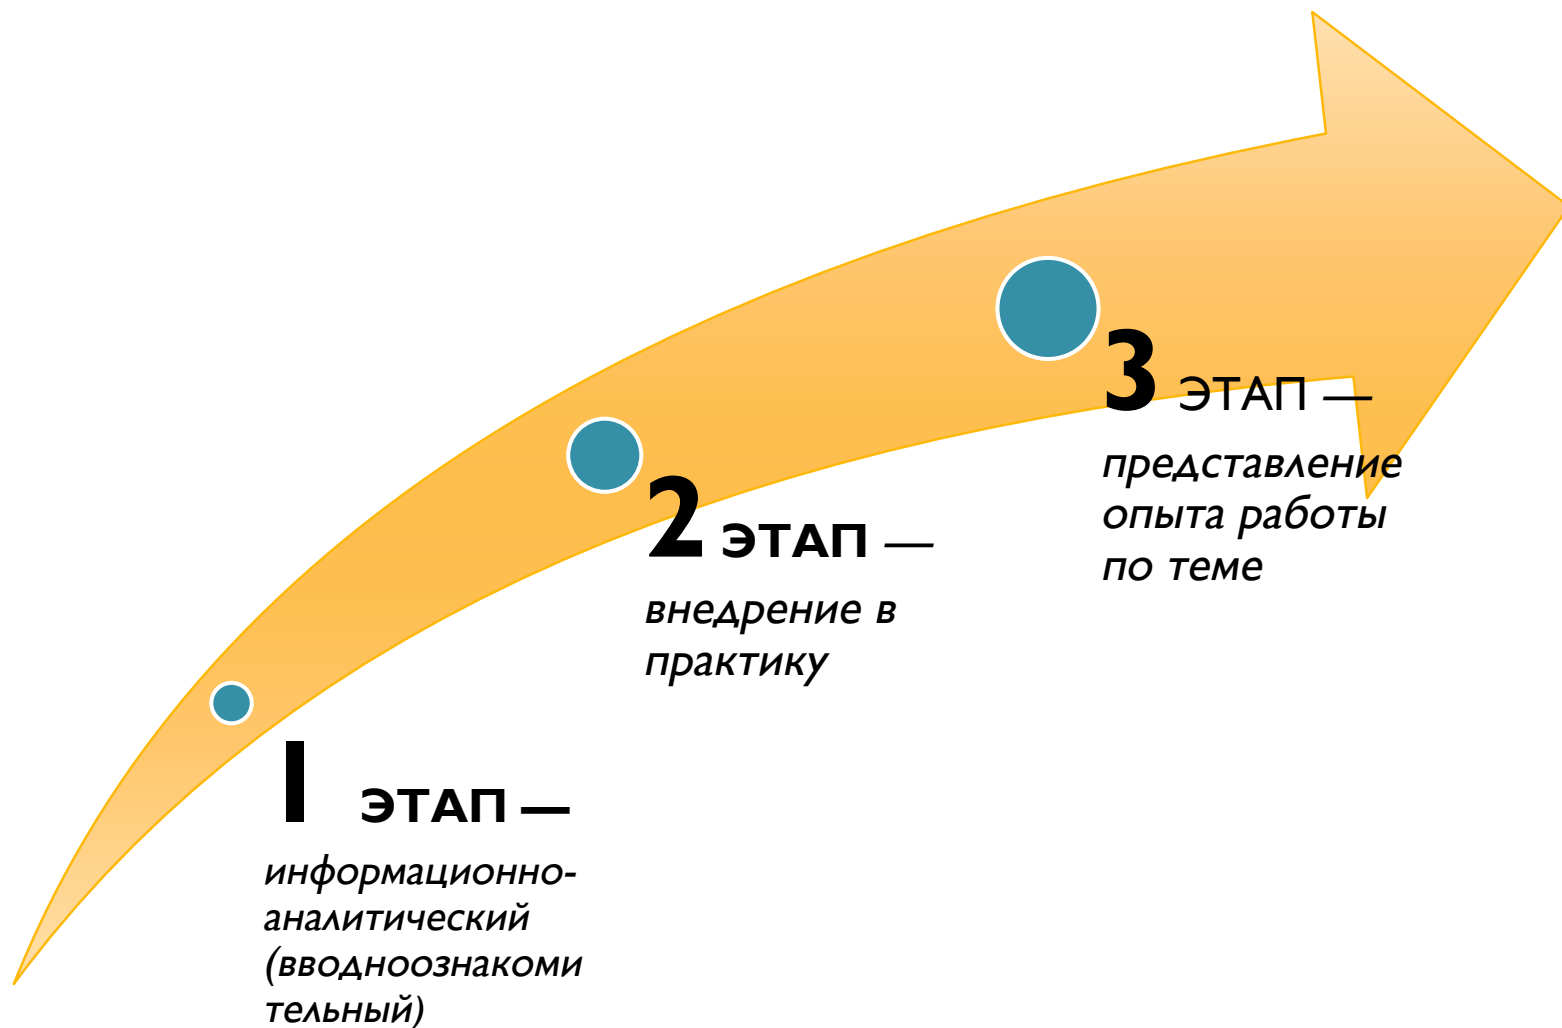 1 ЭТАП —
информационно-
аналитический
(вводноознакоми
тельный)
2 ЭТАП —
внедрение в
практику
3 ЭТАП —
представление
опыта работы
по теме